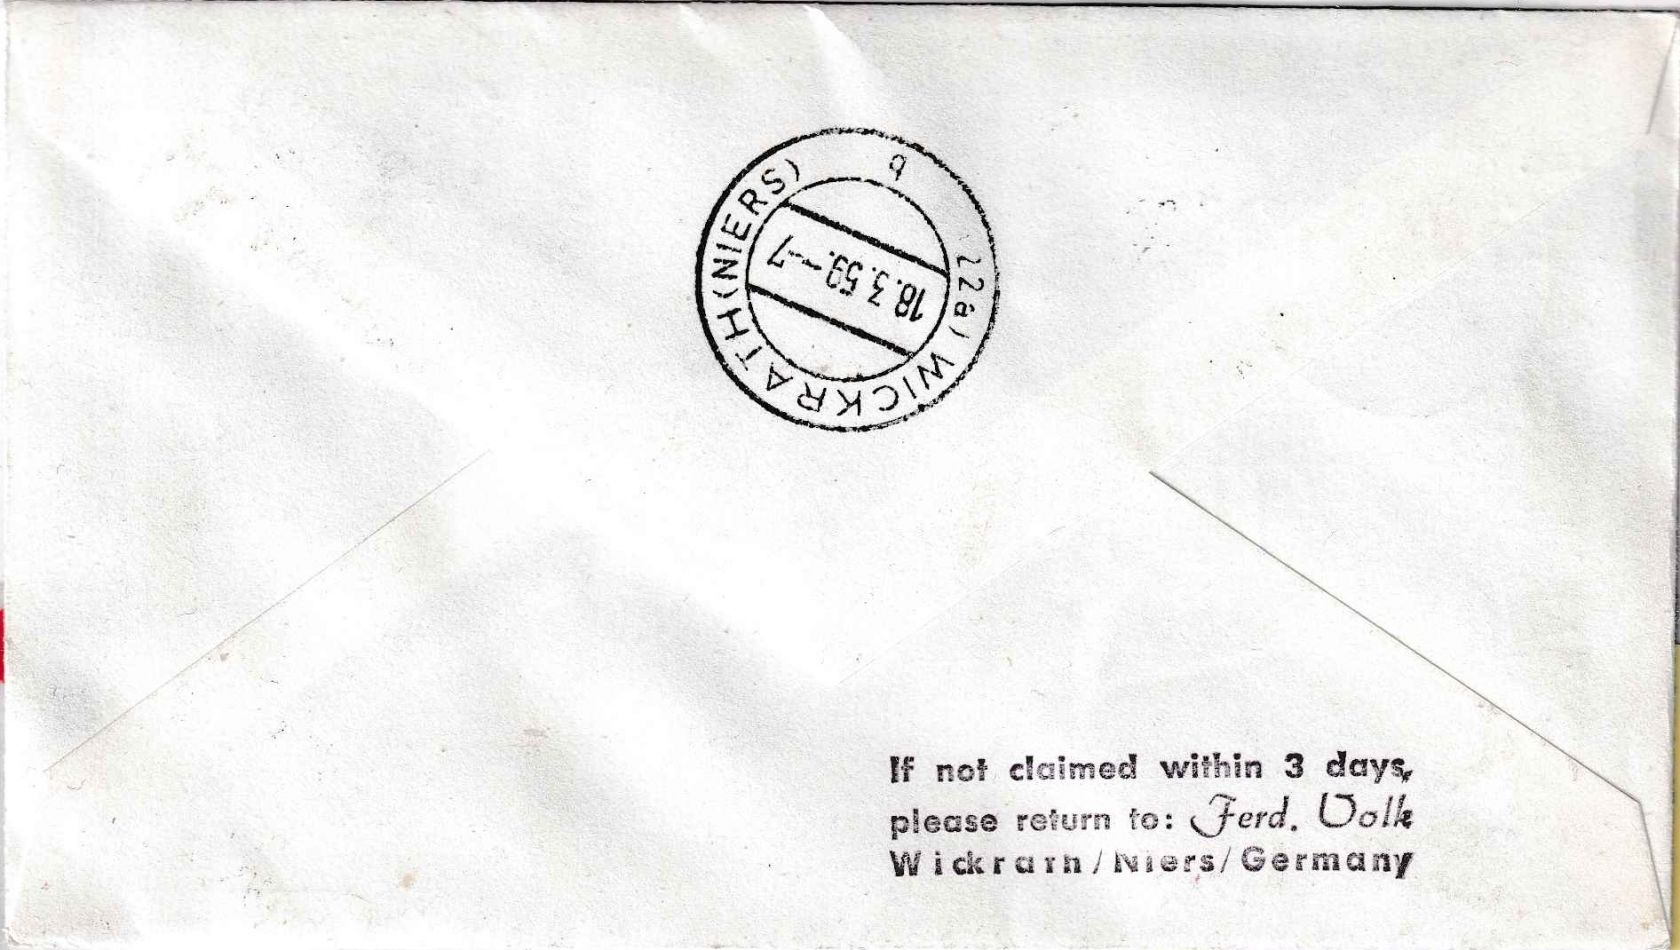 (22a) WICKRATH (NIERS)
18.3.59.--7
b
If not claimed within 3 days,
please return to: Ferd. Volk
Wickrath/Niers/Germany